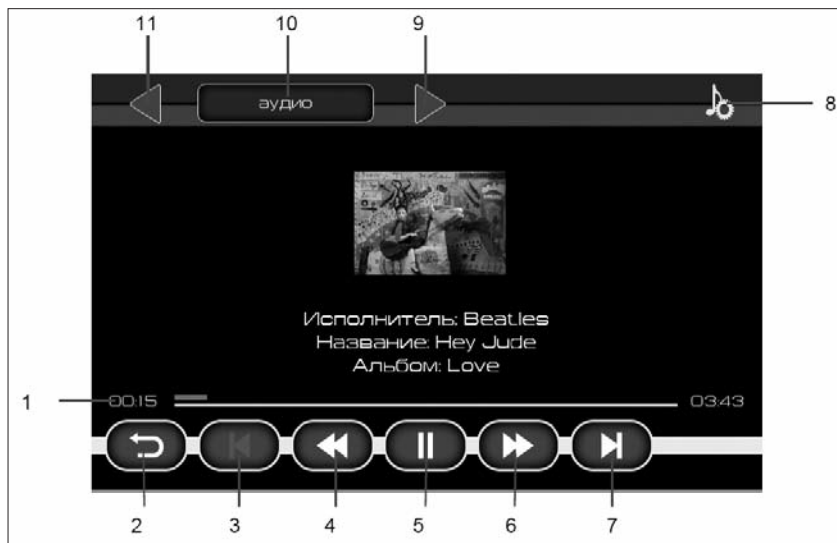 11 10 9
аудио
8
Исполнитель: Beatles
Название: Hey Jude
Альбом: Love
1 00:15 03:43
2 3 4 5 6 7